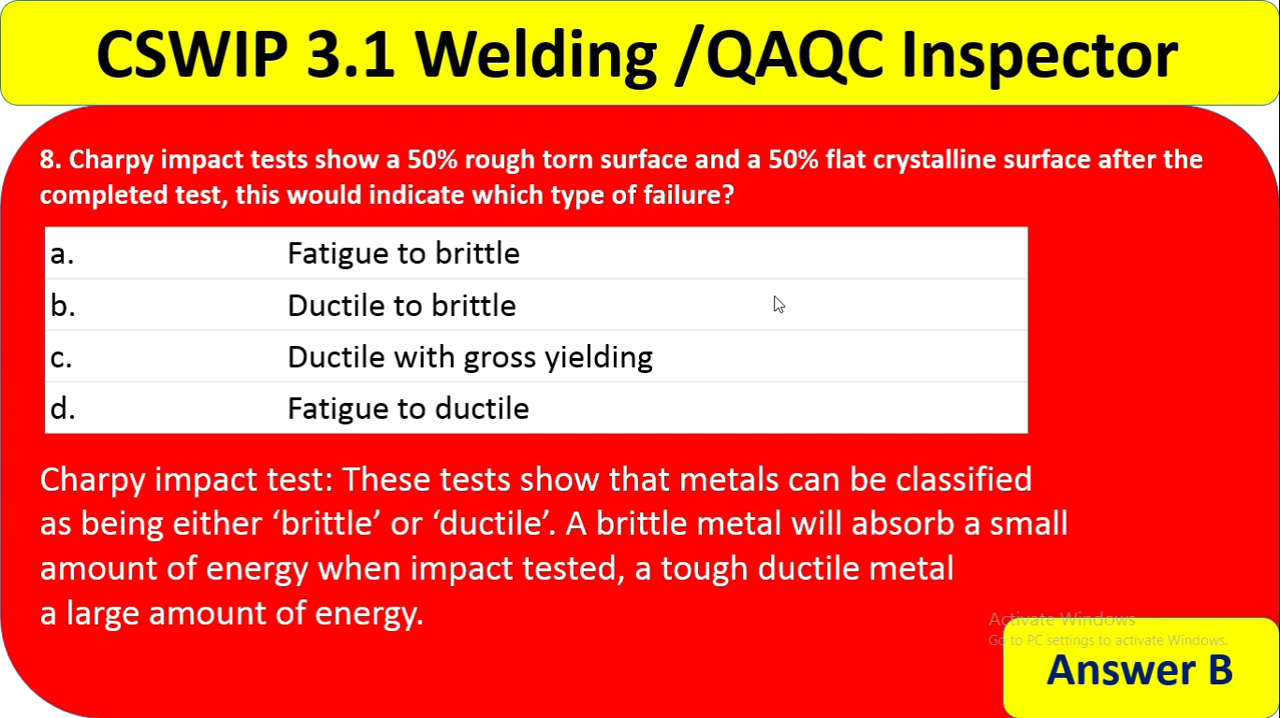 CSWIP 3.1 Welding /QAQC Inspector
8. Charpy impact tests show a 50% rough torn surface and a 50% flat crystalline surface after the
completed test, this would indicate which type of failure?
a. Fatigue to brittle
b. Ductile to brittle
c. Ductile with gross yielding
d. Fatigue to ductile
Charpy impact test: These tests show that metals can be classified
as being either ‘brittle’ or ‘ductile’. A brittle metal will absorb a small
amount of energy when impact tested, a tough ductile metal
a large amount of energy.
Activate Windows
Go to PC settings to activate Windows.
Answer B